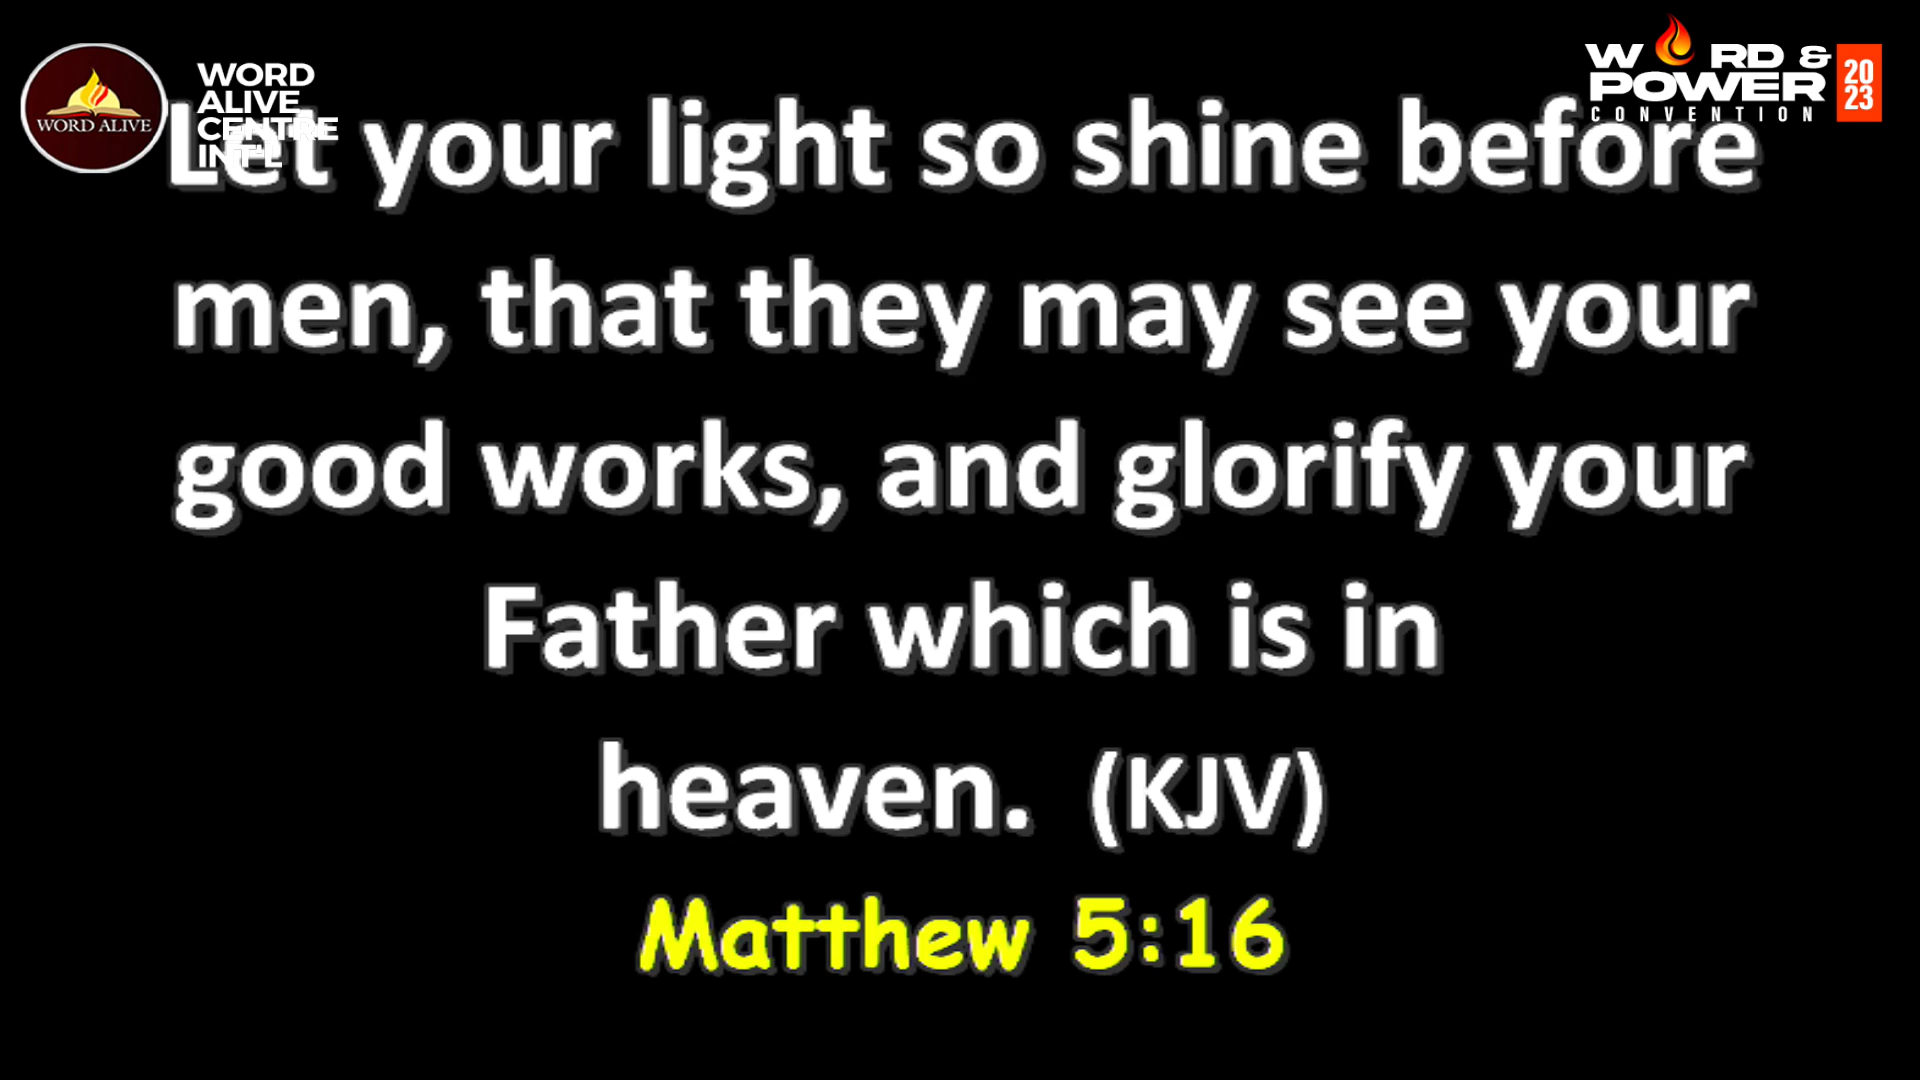 WORD ALIVE
WORD
ALIVE
CENTRE
INT'L
WORD &
POWER
CONVENTION
20
23
Let your light so shine before
men, that they may see your
good works, and glorify your
Father which is in
heaven. (KJV)
Matthew 5:16